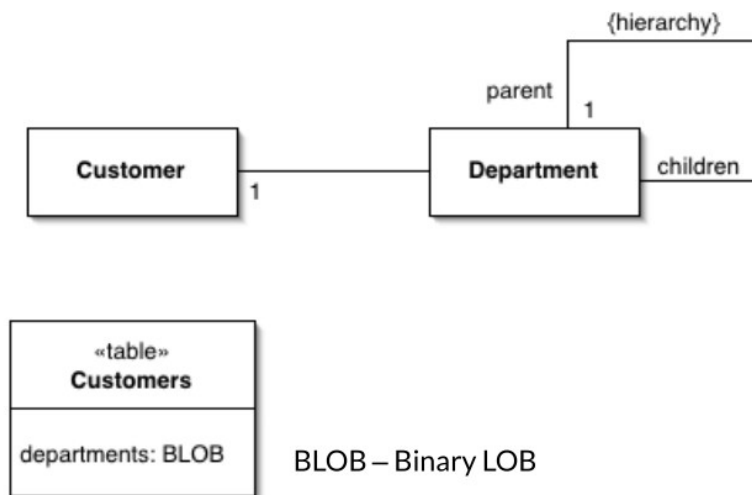 {hierarchy}
parent
1
Customer
1
Department
children
«table»
Customers
departments: BLOB
BLOB – Binary LOB